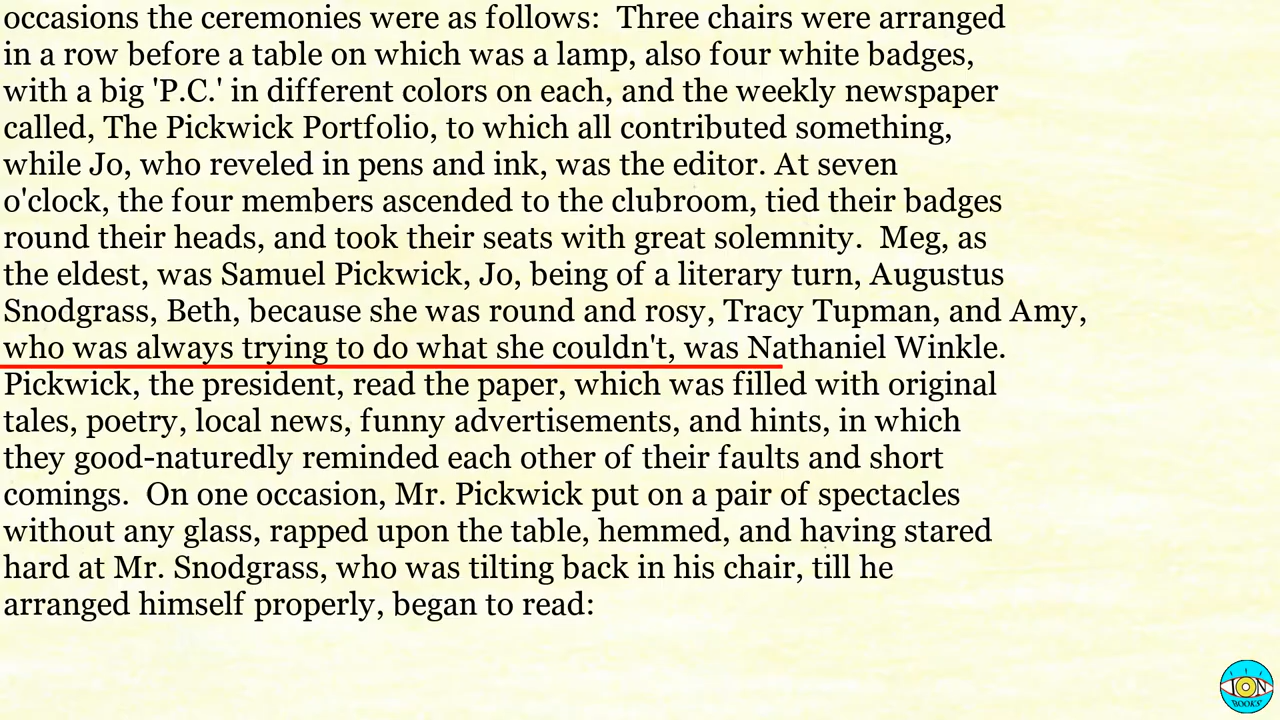 occasions the ceremonies were as follows:  Three chairs were arranged
in a row before a table on which was a lamp, also four white badges,
with a big 'P.C.' in different colors on each, and the weekly newspaper
called, The Pickwick Portfolio, to which all contributed something,
while Jo, who reveled in pens and ink, was the editor. At seven
o'clock, the four members ascended to the clubroom, tied their badges
round their heads, and took their seats with great solemnity.  Meg, as
the eldest, was Samuel Pickwick, Jo, being of a literary turn, Augustus
Snodgrass, Beth, because she was round and rosy, Tracy Tupman, and Amy,
who was always trying to do what she couldn't, was Nathaniel Winkle.
Pickwick, the president, read the paper, which was filled with original
tales, poetry, local news, funny advertisements, and hints, in which
they good-naturedly reminded each other of their faults and short
comings.  On one occasion, Mr. Pickwick put on a pair of spectacles
without any glass, rapped upon the table, hemmed, and having stared
hard at Mr. Snodgrass, who was tilting back in his chair, till he
arranged himself properly, began to read:
ION
BOOKS